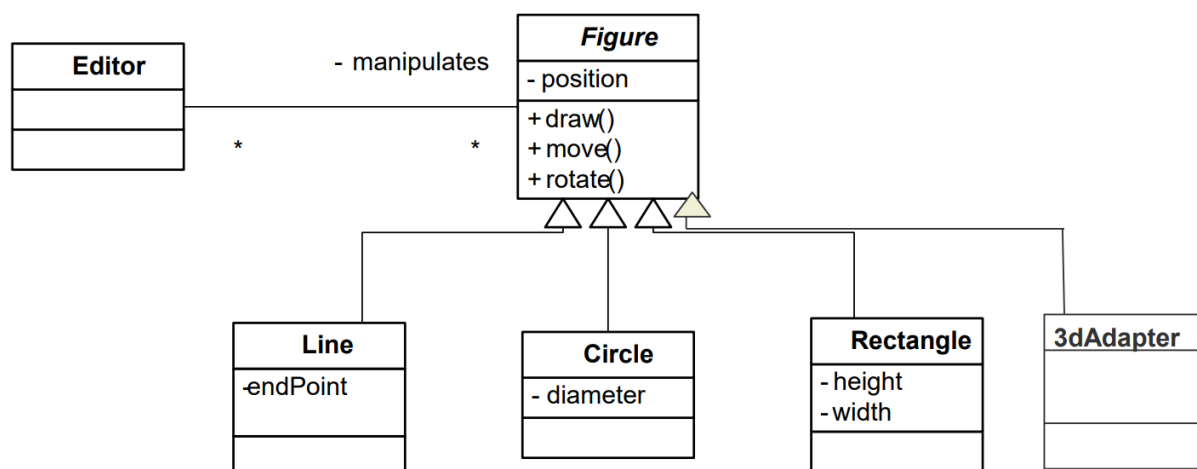 Editor
- manipulates
*
*
Figure
- position
+ draw()
+ move()
+ rotate()
Line
-endPoint
Circle
- diameter
Rectangle
- height
- width
3dAdapter